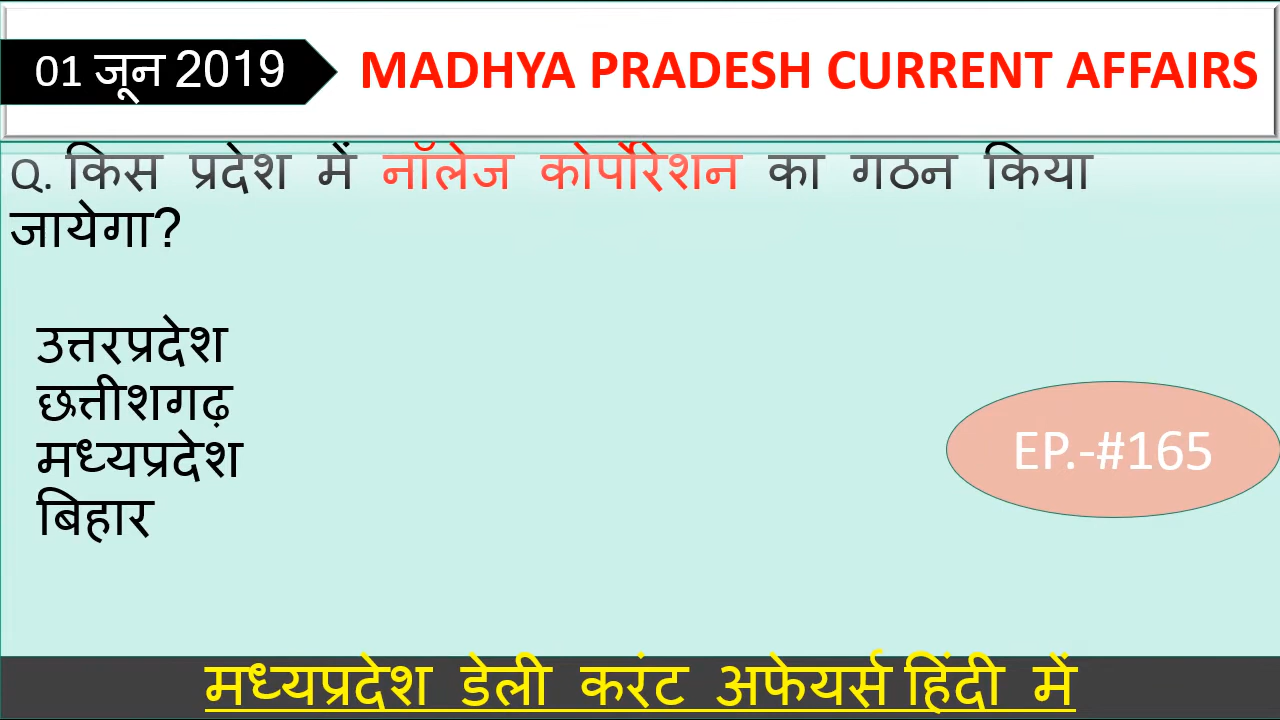 01 जून 2019
MADHYA PRADESH CURRENT AFFAIRS
Q. किस प्रदेश में नॉलेज कोर्पोरेशन का गठन किया
जायेगा?
उत्तरप्रदेश
छत्तीशगढ़
मध्यप्रदेश
बिहार
EP.-#165
मध्यप्रदेश डेली करंट अफेयर्स हिंदी में